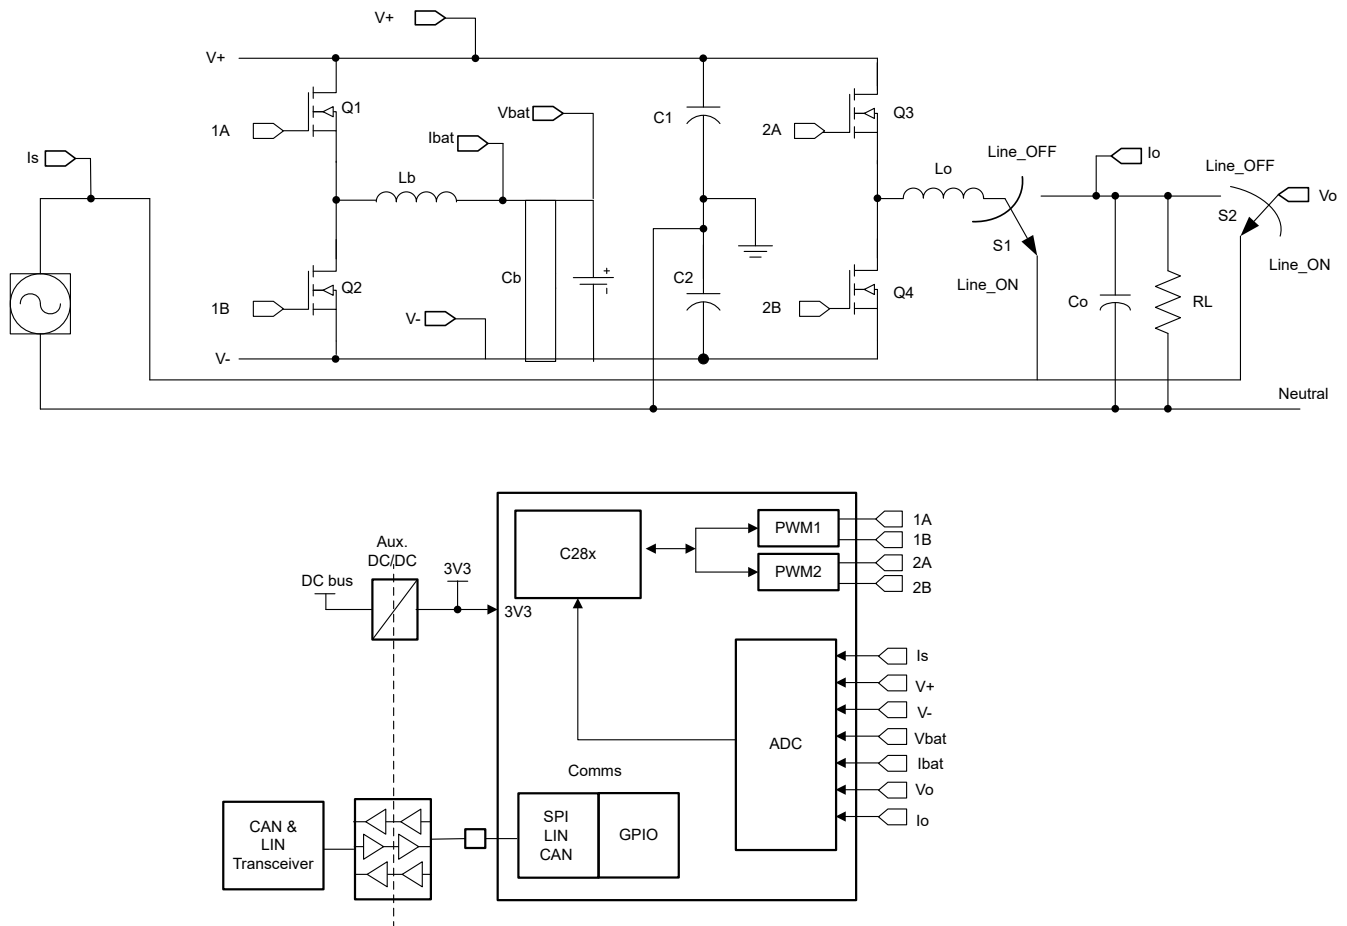 V+
V+
Q1
1A
Vbat
Ibat
Is
Lb
C1
2A
Q3
Line_OFF
Io
Lo
Line_OFF
Vo
S2
S1
Line_ON
Line_ON
Q2
1B
V-
V-
Cb
+
-
C2
2B
Q4
Co
RL
Neutral
Aux.
DC/DC
DC bus
3V3
3V3
C28x
PWM1
PWM2
1A
1B
2A
2B
ADC
Is
V+
V-
Vbat
Ibat
Vo
Io
Comms
SPI
LIN
CAN
GPIO
CAN &
LIN
Transceiver